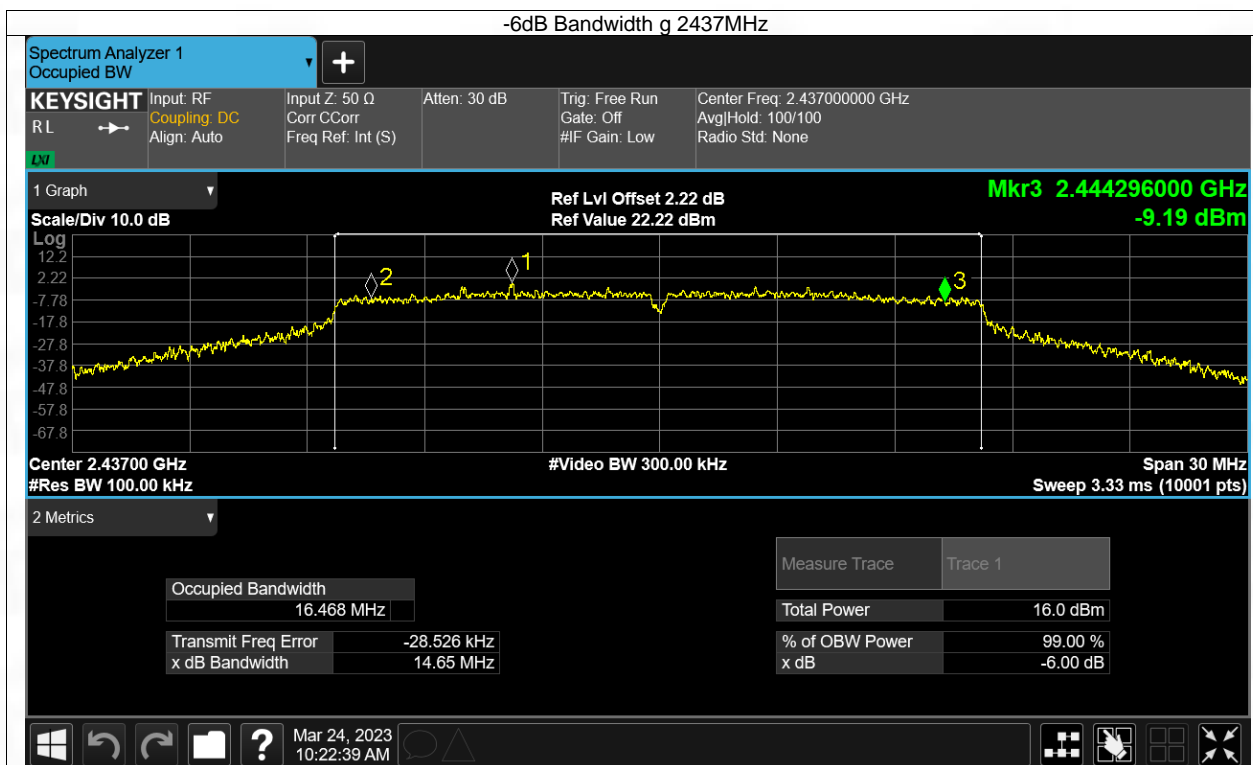 -6dB Bandwidth g 2437MHz
Spectrum Analyzer 1
Occupied BW
+
KEYSIGHT
RL
LXI
Input: RF
Coupling: DC
Align: Auto
Input Z: 50 Ω
Corr CCorr
Freq Ref: Int (S)
Atten: 30 dB
Trig: Free Run
Gate: Off
#IF Gain: Low
Center Freq: 2.437000000 GHz
Avg|Hold: 100/100
Radio Std: None
1 Graph
Scale/Div 10.0 dB
Ref Lvl Offset 2.22 dB
Ref Value 22.22 dBm
Mkr3 2.444296000 GHz
-9.19 dBm
Log
12.2
2.22
-7.78
-17.8
-27.8
-37.8
-47.8
-57.8
-67.8
2
1
3
Center 2.43700 GHz
#Video BW 300.00 kHz
Span 30 MHz
#Res BW 100.00 kHz
Sweep 3.33 ms (10001 pts)
2 Metrics
Measure Trace Trace 1
Occupied Bandwidth
16.468 MHz
Total Power 16.0 dBm
Transmit Freq Error -28.526 kHz
% of OBW Power 99.00 %
x dB Bandwidth 14.65 MHz
x dB -6.00 dB
?
Mar 24, 2023
10:22:39 AM